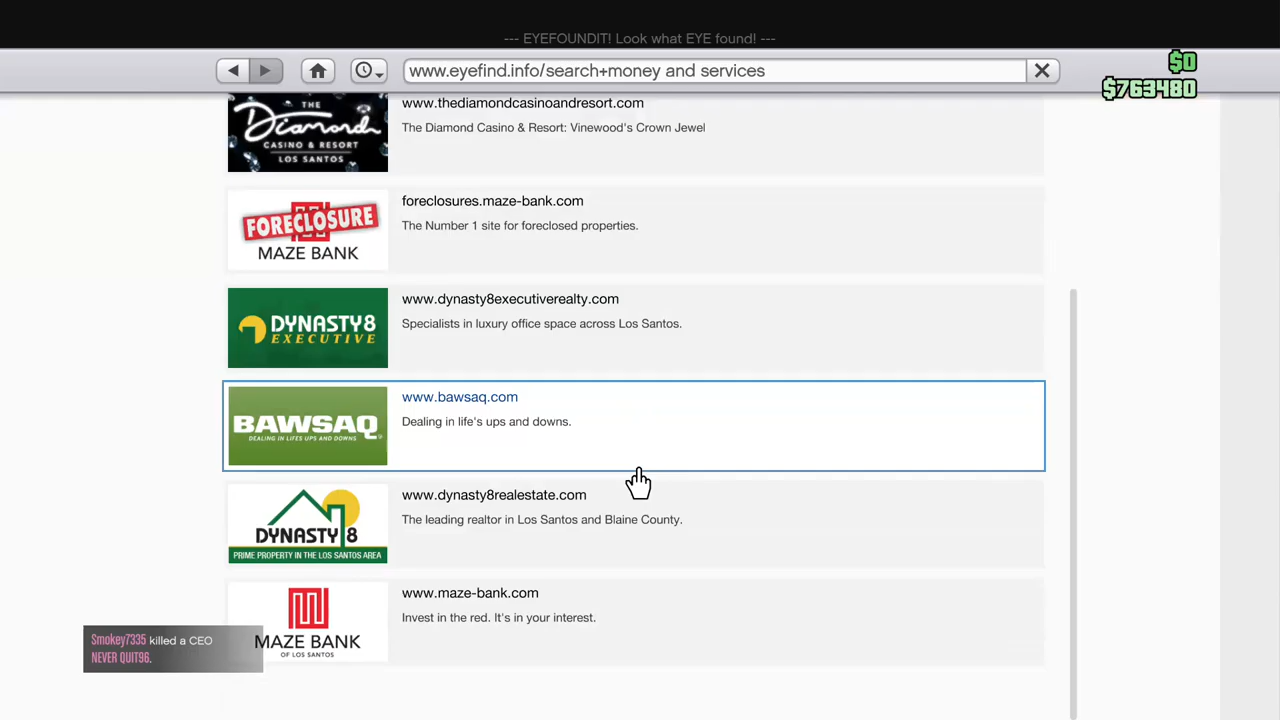 --- EYEFOUNDIT! Look what EYE found! ---
www.eyefind.info/search+money and services
$0
$763480
THE
Diamond
CASINO & RESORT
LOS SANTOS
www.thediamondcasinoandresort.com
The Diamond Casino & Resort: Vinewood's Crown Jewel
FORECLOSURE
MAZE BANK
foreclosures.maze-bank.com
The Number 1 site for foreclosed properties.
DYNASTY8
EXECUTIVE
www.dynasty8executiverealty.com
Specialists in luxury office space across Los Santos.
BAWSAQ
DEALING IN LIFES UPS AND DOWNS
www.bawsaq.com
Dealing in life's ups and downs.
DYNASTY 8
PRIME PROPERTY IN THE LOS SANTOS AREA
www.dynasty8realestate.com
The leading realtor in Los Santos and Blaine County.
MAZE BANK
OF LOS SANTOS
www.maze-bank.com
Invest in the red. It's in your interest.
Smokey7335 killed a CEO
NEVER QUIT96.